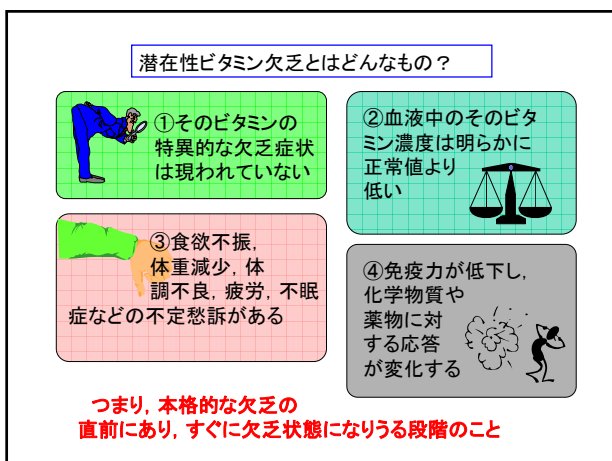 潜在性ビタミン欠乏とはどんなもの？
①そのビタミンの
特異的な欠乏症状
は現われていない
②血液中のそのビタ
ミン濃度は明らかに
正常値より
低い
③食欲不振，
体重減少，体
調不良，疲労，不眠
症などの不定愁訴がある
④免疫力が低下し，
化学物質や
薬物に対
する応答
が変化する
つまり，本格的な欠乏の
直前にあり，すぐに欠乏状態になりうる段階のこと